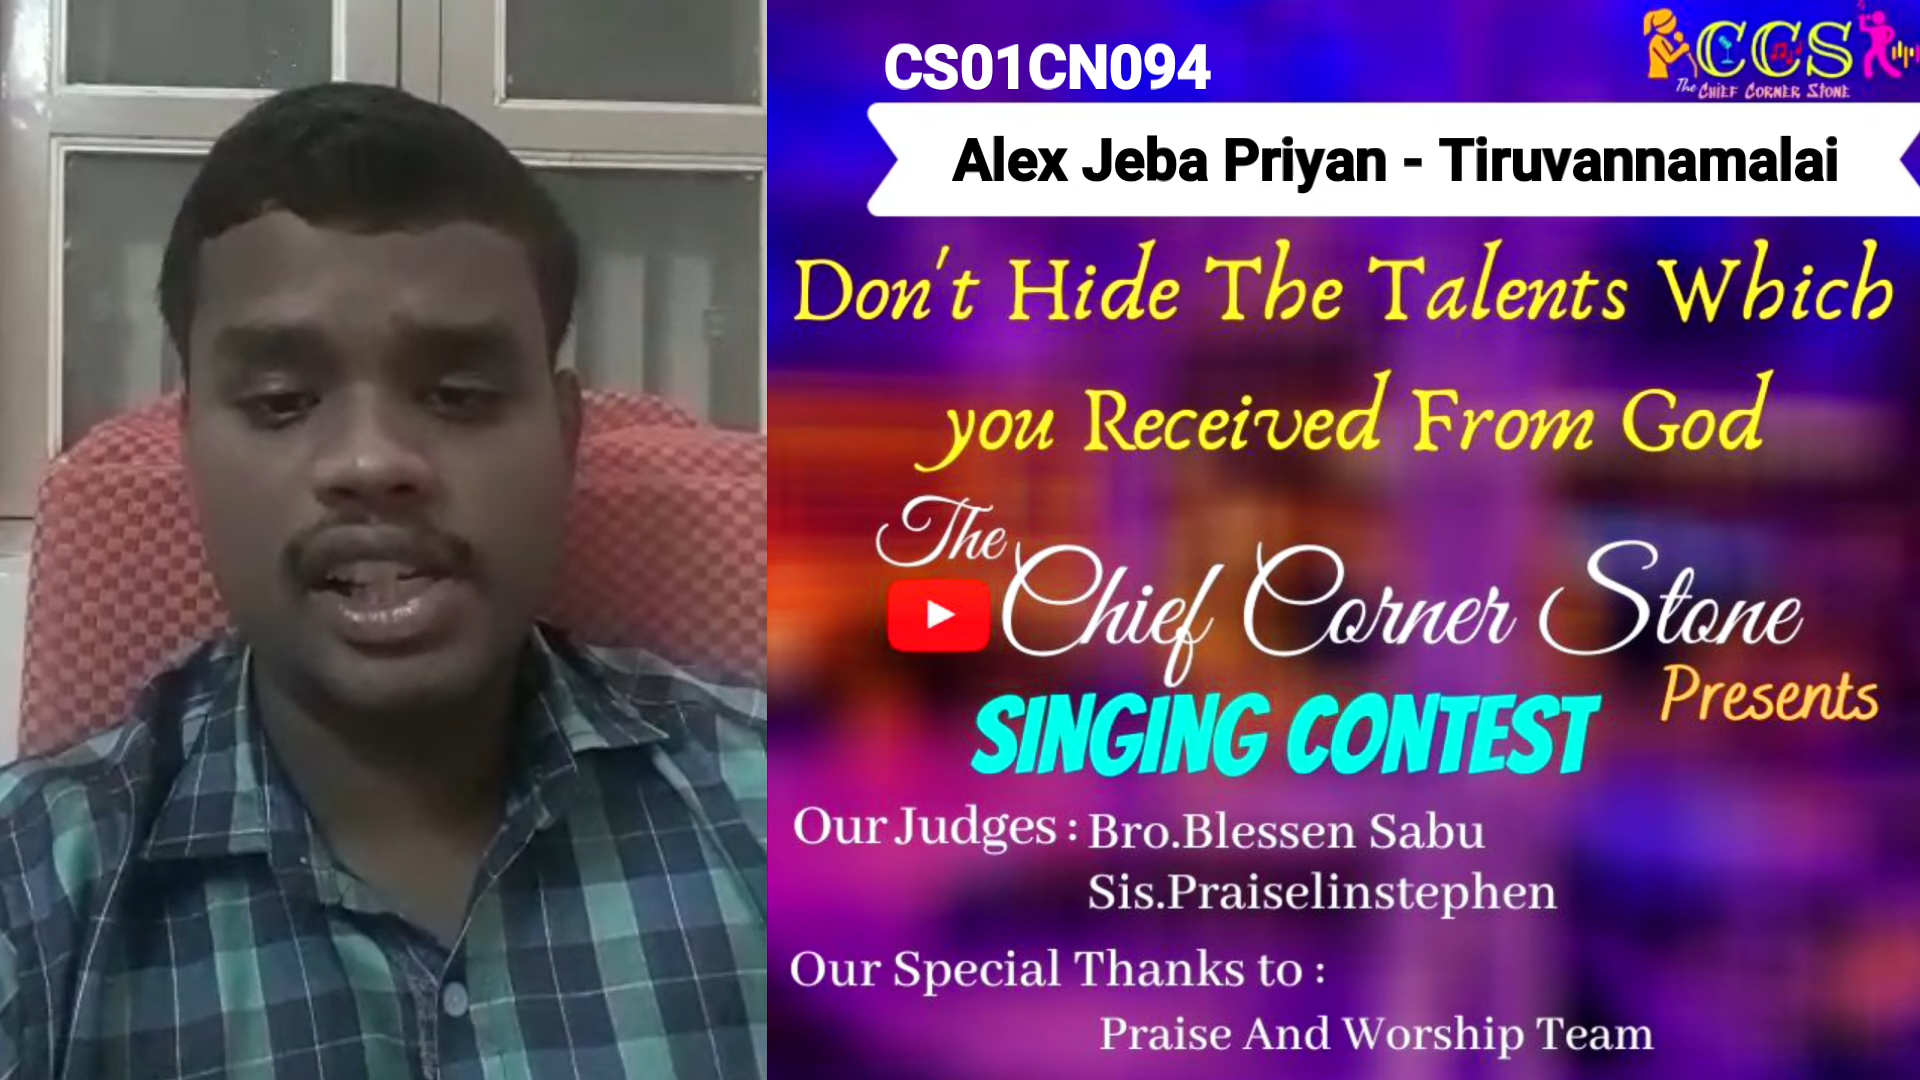 CS01CN094
CCS
The CHIEF CORNER STONE
Alex Jeba Priyan - Tiruvannamalai
Don't Hide The Talents Which
you Received From God
The
Chief Corner Stone
Presents
SINGING CONTEST
Our Judges : Bro.Blessen Sabu
Sis.Praiselinstephen
Our Special Thanks to :
Praise And Worship Team